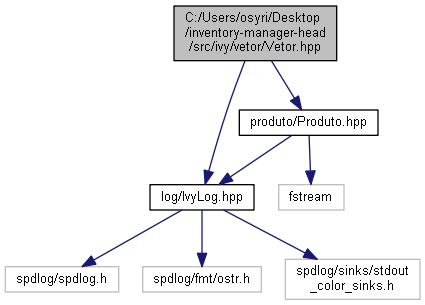 C:/Users/osyri/Desktop
/inventory-manager-head
/src/ivy/vetor/Vetor.hpp
produto/Produto.hpp
log/IvyLog.hpp
fstream
spdlog/spdlog.h
spdlog/fmt/ostr.h
spdlog/sinks/stdout
_color_sinks.h